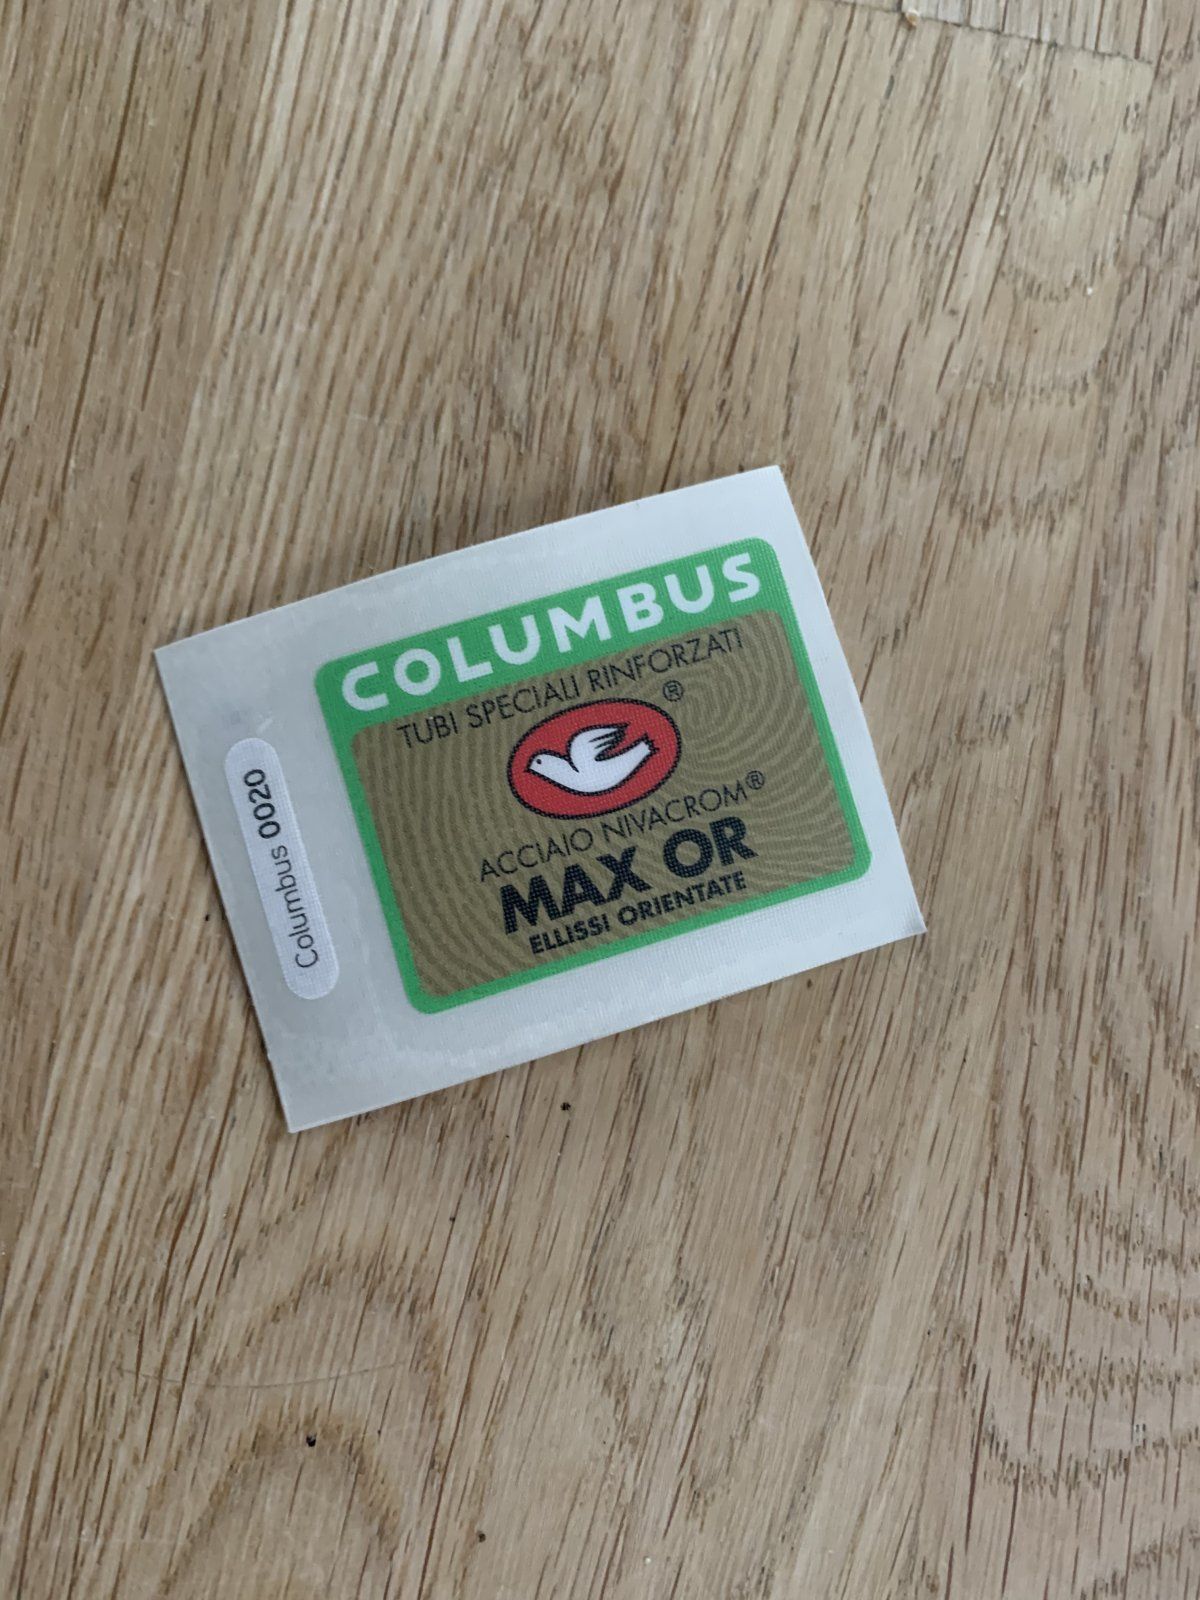 COLUMBUS
TUBI SPECIALI RINFORZATI
®
ACCIAIO NIVACROM®
MAX OR
ELLISSI ORIENTATE
Columbus 0020